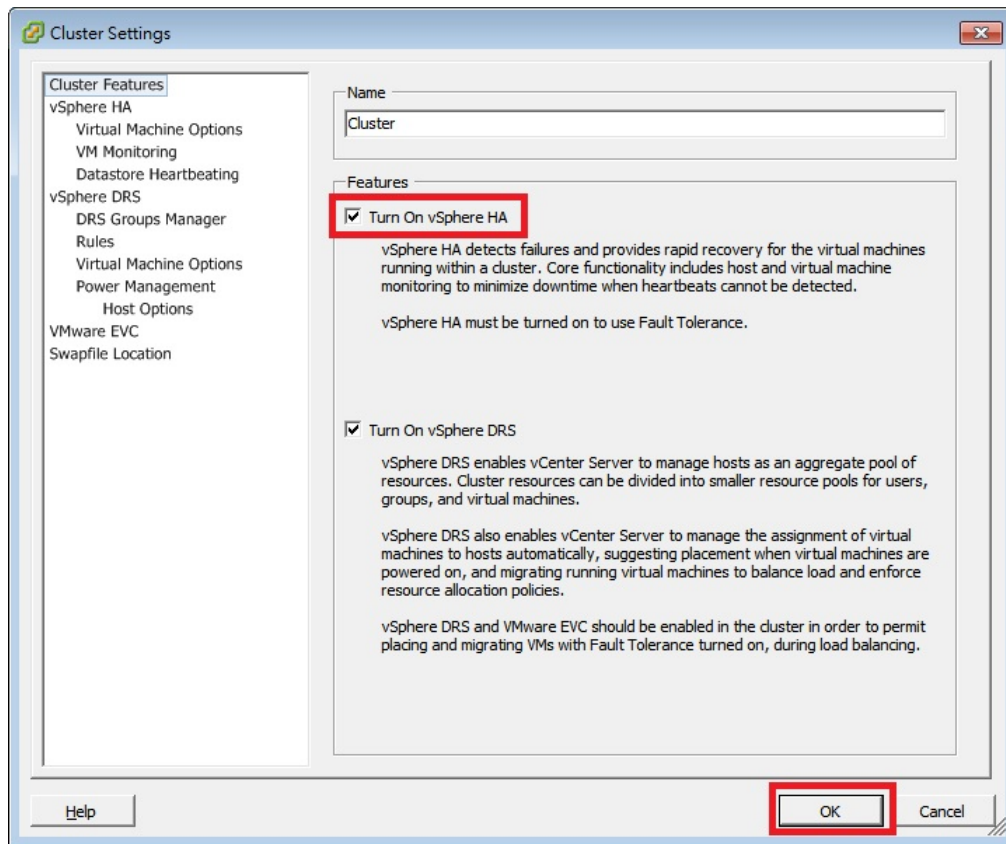 Cluster Settings
Cluster Features
vSphere HA
Virtual Machine Options
VM Monitoring
Datastore Heartbeating
vSphere DRS
DRS Groups Manager
Rules
Virtual Machine Options
Power Management
Host Options
VMware EVC
Swapfile Location
Name
Cluster
Features
Turn On vSphere HA
vSphere HA detects failures and provides rapid recovery for the virtual machines
running within a cluster. Core functionality includes host and virtual machine
monitoring to minimize downtime when heartbeats cannot be detected.
vSphere HA must be turned on to use Fault Tolerance.
Turn On vSphere DRS
vSphere DRS enables vCenter Server to manage hosts as an aggregate pool of
resources. Cluster resources can be divided into smaller resource pools for users,
groups, and virtual machines.
vSphere DRS also enables vCenter Server to manage the assignment of virtual
machines to hosts automatically, suggesting placement when virtual machines are
powered on, and migrating running virtual machines to balance load and enforce
resource allocation policies.
vSphere DRS and VMware EVC should be enabled in the cluster in order to permit
placing and migrating VMs with Fault Tolerance turned on, during load balancing.
Help
OK
Cancel